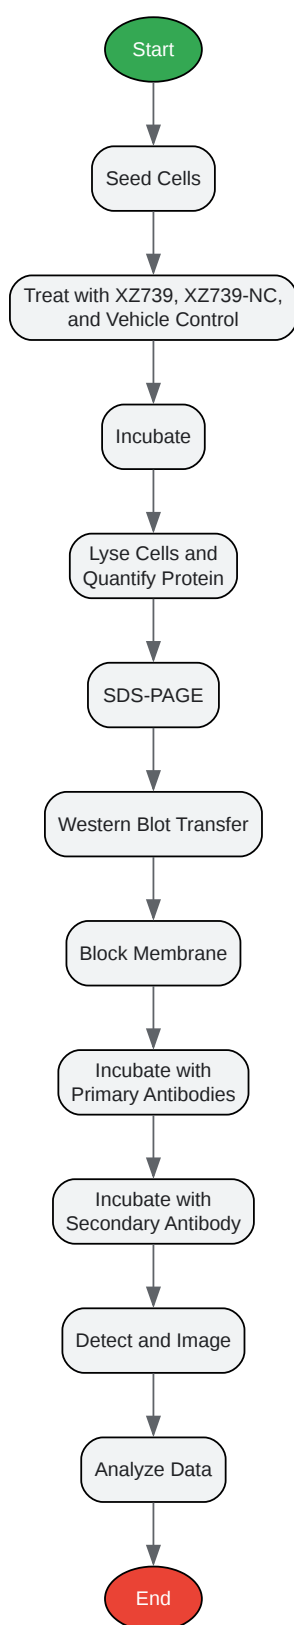 Start
Seed Cells
Treat with XZ739, XZ739-NC,
and Vehicle Control
Incubate
Lyse Cells and
Quantify Protein
SDS-PAGE
Western Blot Transfer
Block Membrane
Incubate with
Primary Antibodies
Incubate with
Secondary Antibody
Detect and Image
Analyze Data
End